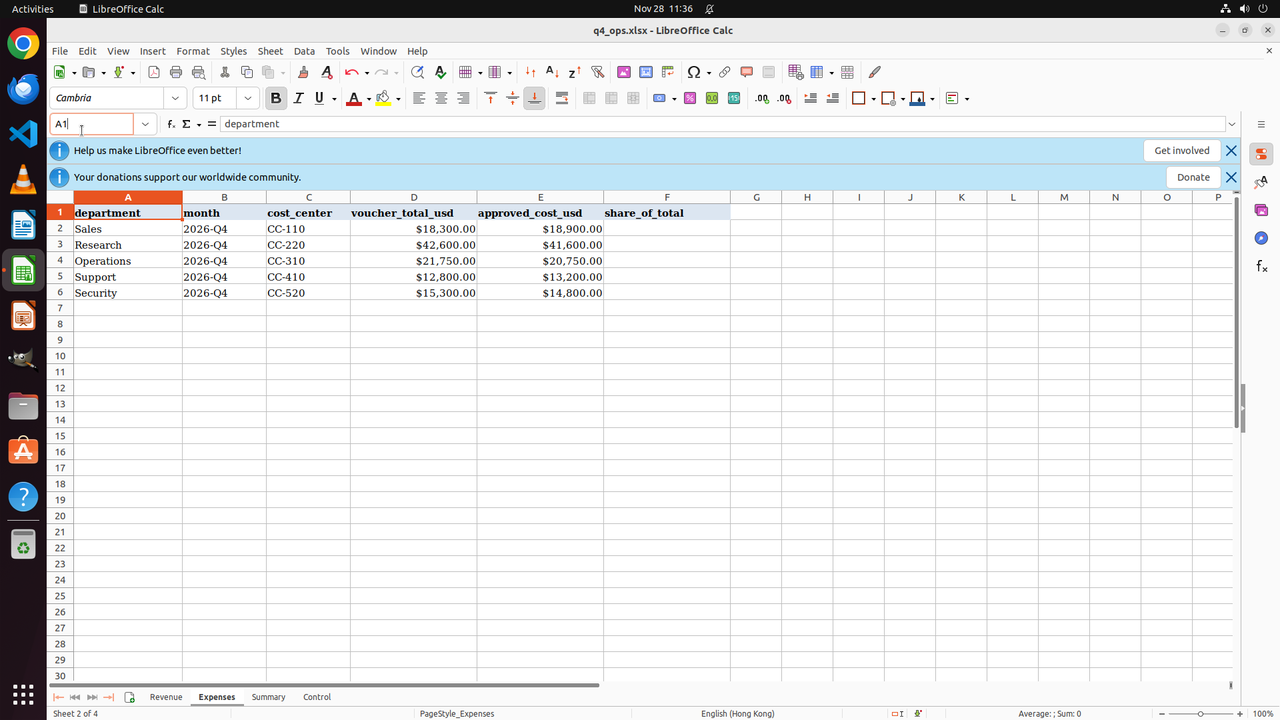 Activities
LibreOffice Calc
Nov 28 11:36
q4_ops.xlsx - LibreOffice Calc
File Edit View Insert Format Styles Sheet Data Tools Window Help
Cambria
11 pt
A1
department
Help us make LibreOffice even better!
Get involved
Your donations support our worldwide community.
Donate
A B C D E F G H I J K L M N O P
1 department month cost_center voucher_total_usd approved_cost_usd share_of_total
2 Sales 2026-Q4 CC-110 $18,300.00 $18,900.00
3 Research 2026-Q4 CC-220 $42,600.00 $41,600.00
4 Operations 2026-Q4 CC-310 $21,750.00 $20,750.00
5 Support 2026-Q4 CC-410 $12,800.00 $13,200.00
6 Security 2026-Q4 CC-520 $15,300.00 $14,800.00
7
8
9
10
11
12
13
14
15
16
17
18
19
20
21
22
23
24
25
26
27
28
29
30
Revenue Expenses Summary Control
Sheet 2 of 4
PageStyle_Expenses
English (Hong Kong)
Average: ; Sum: 0
100%